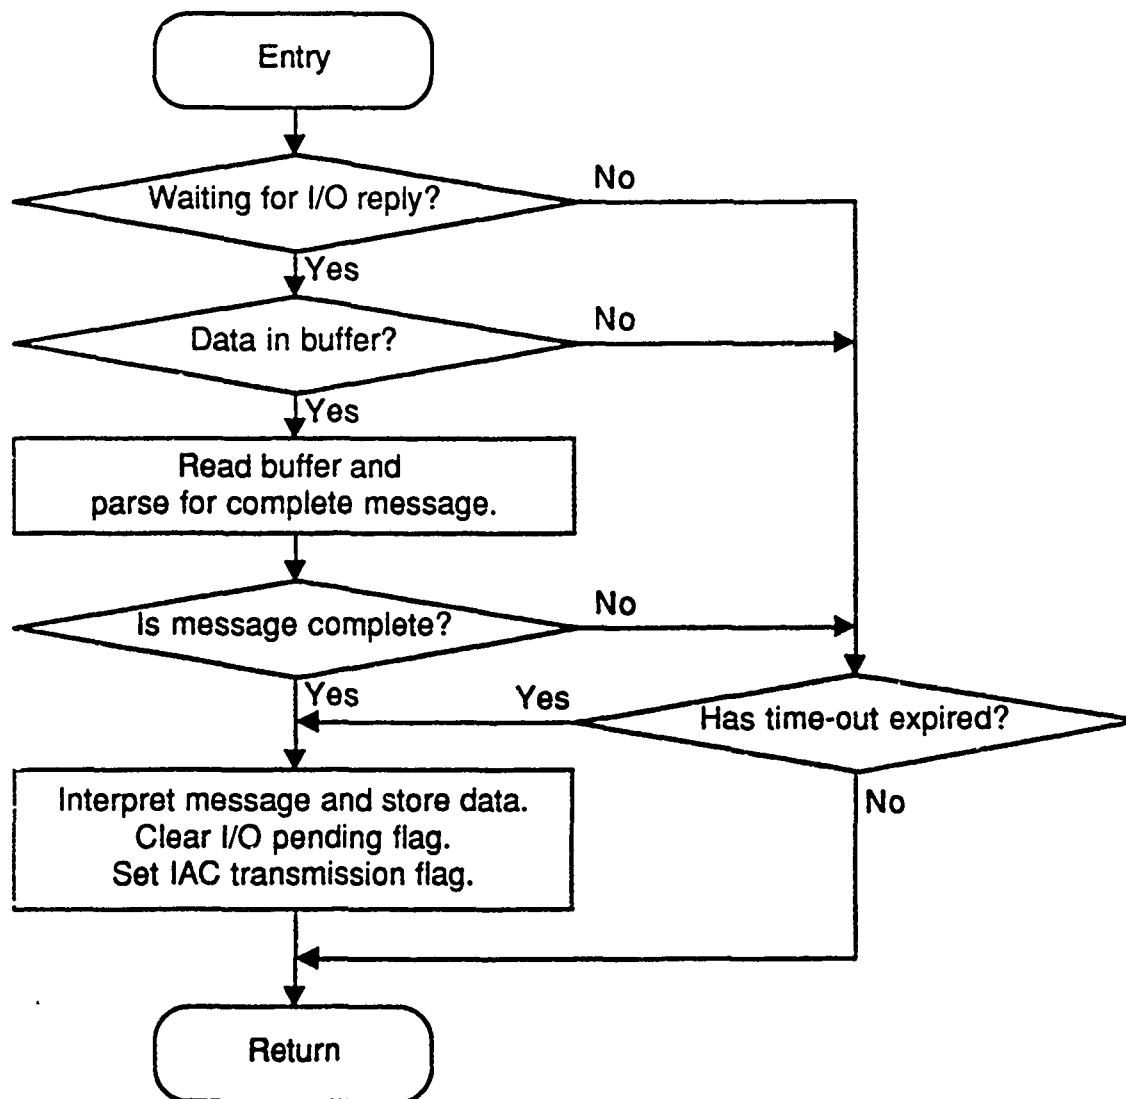 Entry
Waiting for I/O reply?
No
Yes
Data in buffer?
No
Yes
Read buffer and
parse for complete message.
Is message complete?
No
Yes
Yes
Has time-out expired?
No
Interpret message and store data.
Clear I/O pending flag.
Set IAC transmission flag.
Return